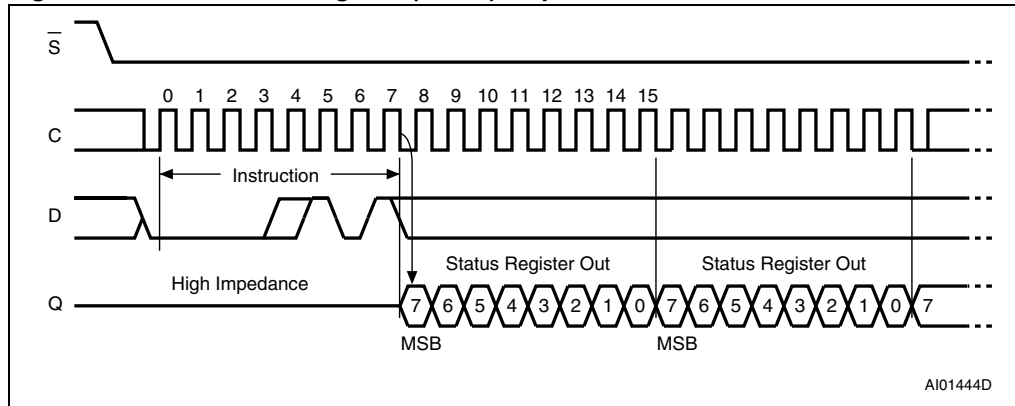 S
0 1 2 3 4 5 6 7 8 9 10 11 12 13 14 15
C
Instruction
D
High Impedance
Status Register Out
Status Register Out
Q
7 6 5 4 3 2 1 0 7 6 5 4 3 2 1 0 7
MSB
MSB
AI01444D